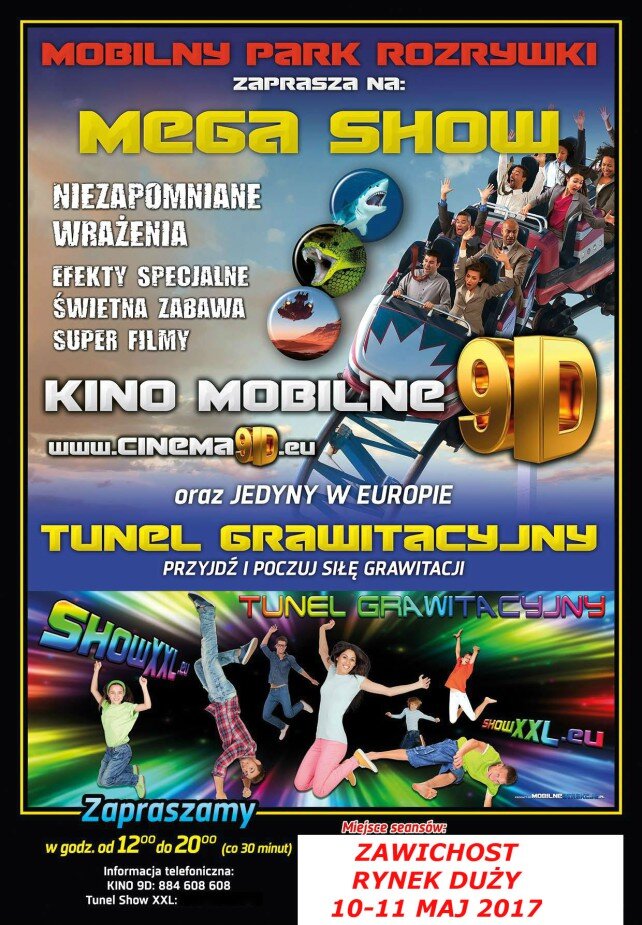 MOBILNY PARK ROZRYWKI
ZAPRASZA NA:
MEGA SHOW
NIEZAPOMNIANE
WRAŻENIA
EFEKTY SPECJALNE
ŚWIETNA ZABAWA
SUPER FILMY
KINO MOBILNE 9D
www.CINEMA9D.eu
oraz JEDYNY W EUROPIE
TUNEL GRAWITACYJNY
PRZYJDŹ I POCZUJ SIŁĘ GRAWITACJI
TUNEL GRAWITACYJNY
SHOWXXL.eu
SHOWXXL.eu
Zapraszamy
w godz. od 12⁰⁰ do 20⁰⁰ (co 30 minut)
Informacja telefoniczna:
KINO 9D: 884 608 608
Tunel Show XXL:
Miejsce seansów:
ZAWICHOST
RYNEK DUŻY
10-11 MAJ 2017